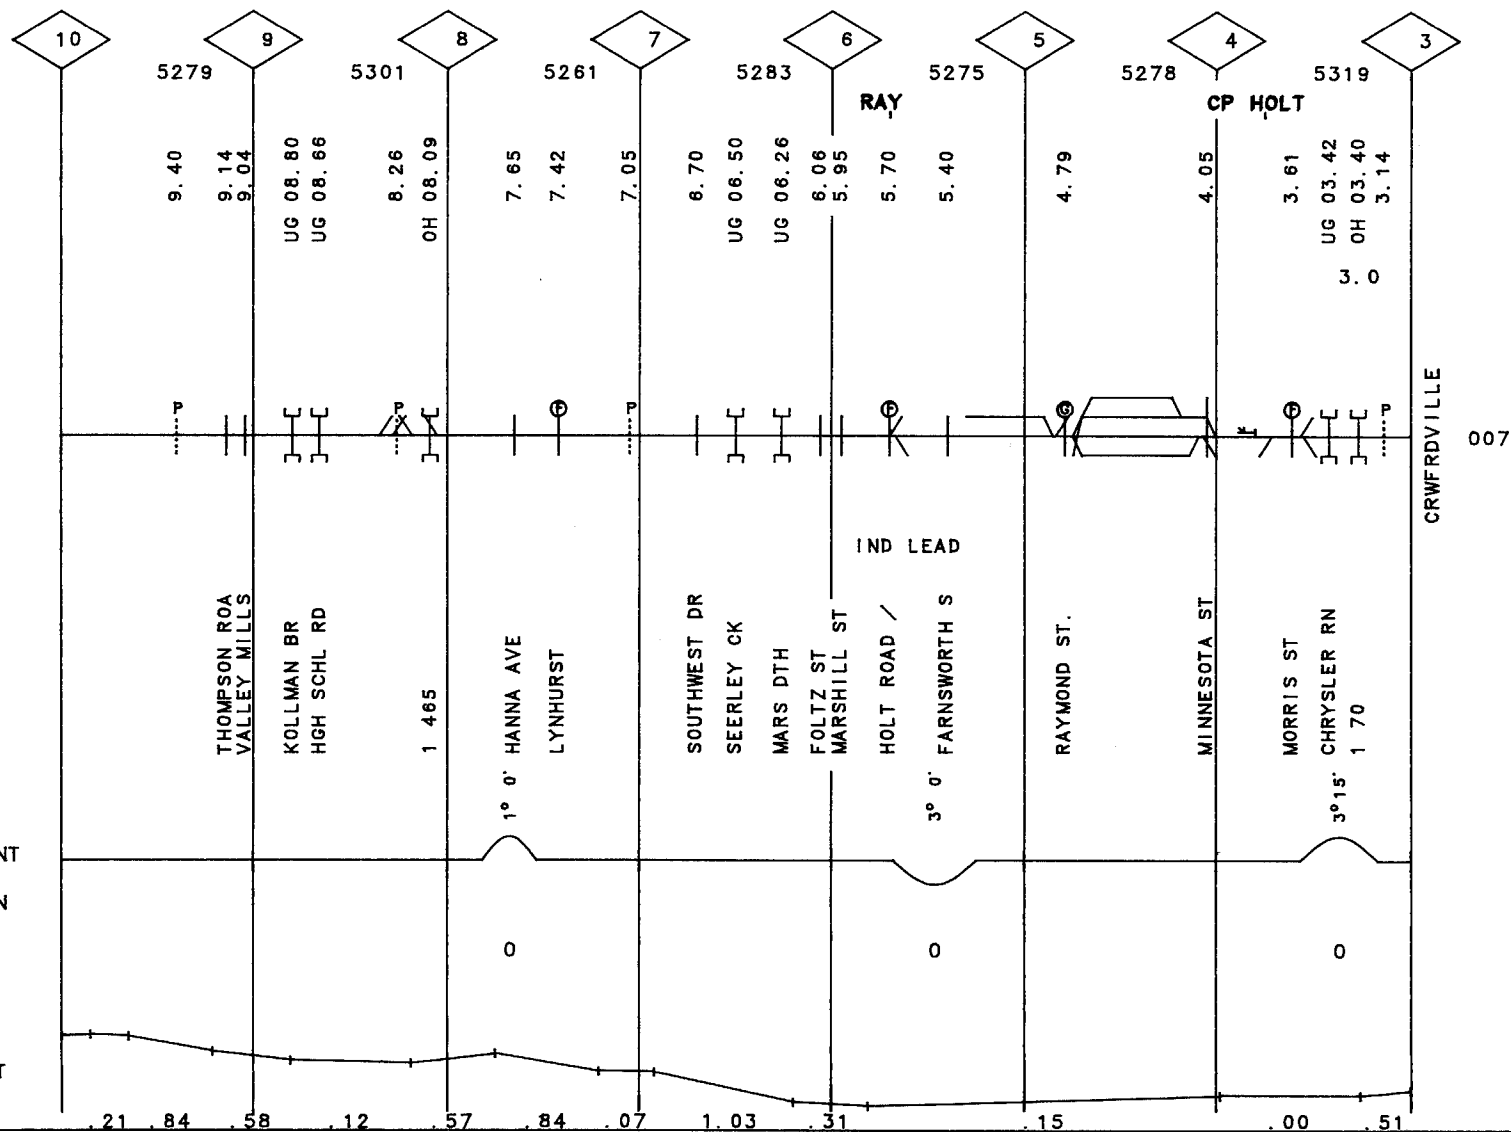 10 9 8 7 6 5 4 3
5279 5301 5261 5283 5275 5278 5319
RAY CP HOLT
9.40
9.14
9.04
UG 08.80
UG 08.66
8.26
OH 08.09
7.65
7.42
7.05
6.70
UG 06.50
UG 06.26
6.06
5.95
5.70
5.40
4.79
4.05
3.61
UG 03.42
OH 03.40
3.14
3.0
P P F P F G F P
CRWFRDVILLE
007
IND LEAD
THOMPSON ROA
VALLEY MILLS
KOLLMAN BR
HGH SCHL RD
1 465
1° 0' HANNA AVE
LYNHURST
SOUTHWEST DR
SEERLEY CK
MARS DTH
FOLTZ ST
MARSHILL ST
HOLT ROAD /
3° 0' FARNSWORTH S
RAYMOND ST.
MINNESOTA ST
MORRIS ST
3°15' CHRYSLER RN
1 70
NT
N
0 0 0
T
.21 .84 .58 .12 .57 .84 .07 1.03 .31 .15 .00 .51